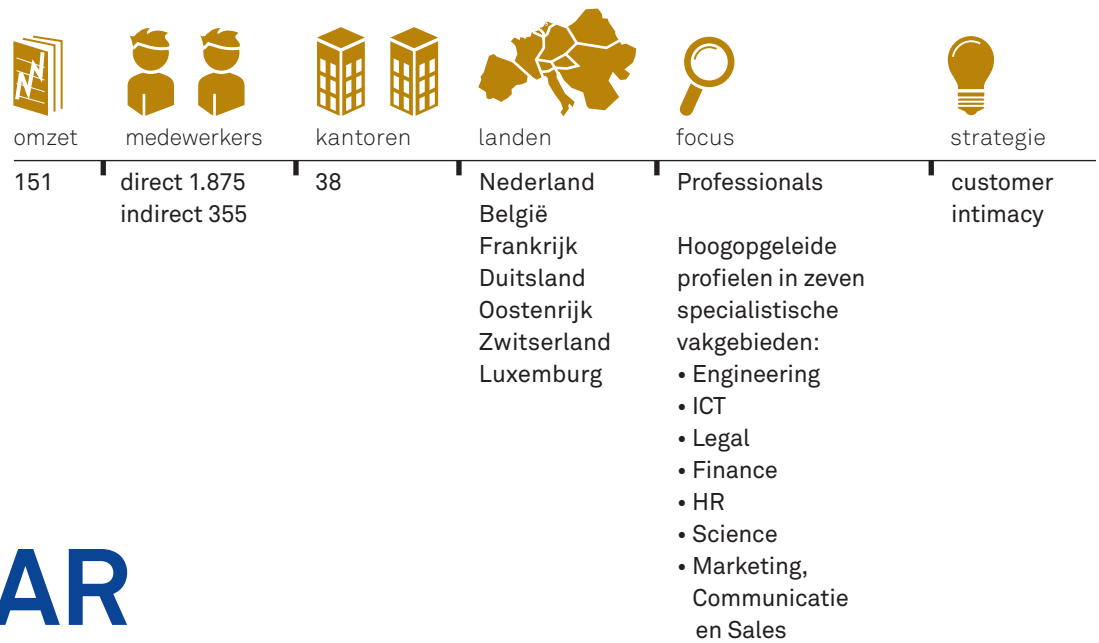 omzet
151
medewerkers
direct 1.875
indirect 355
kantoren
38
landen
Nederland
België
Frankrijk
Duitsland
Oostenrijk
Zwitserland
Luxemburg
focus
Professionals
Hoogopgeleide
profielen in zeven
specialistische
vakgebieden:
• Engineering
• ICT
• Legal
• Finance
• HR
• Science
• Marketing,
Communicatie
en Sales
strategie
customer
intimacy
AR